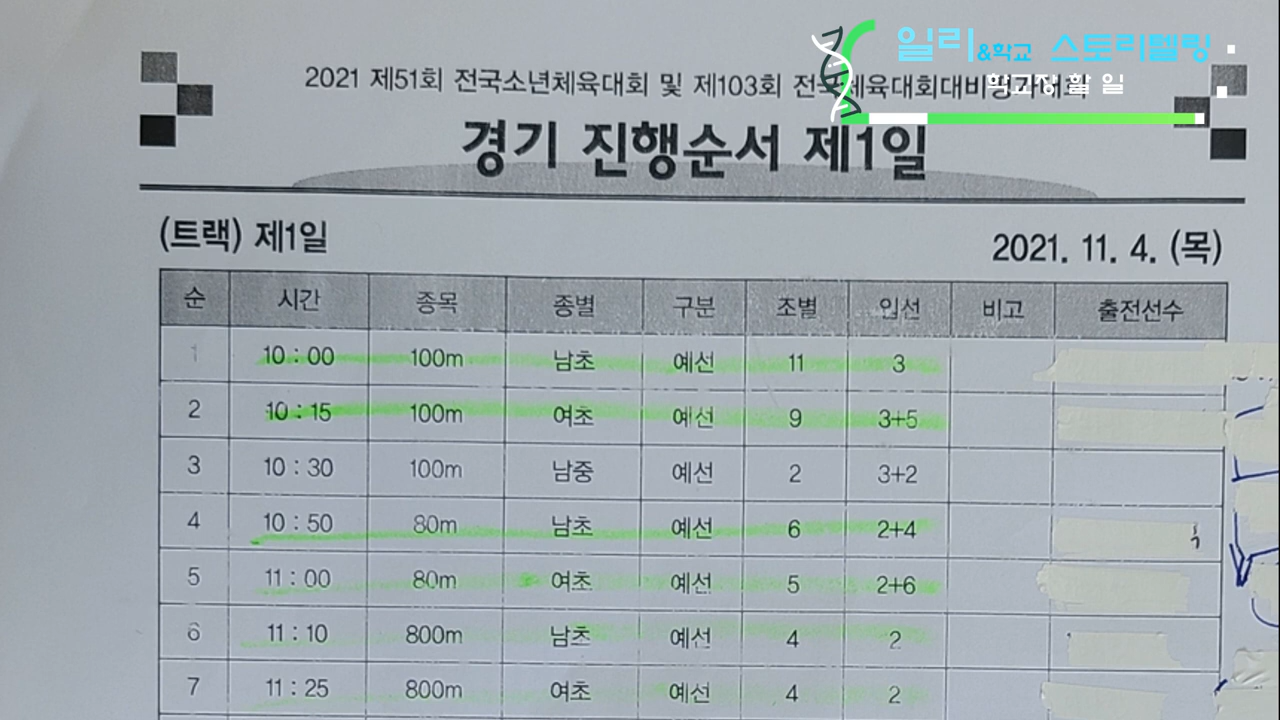 일리&학교 스토리텔링
학교장 할 일
2021 제51회 전국소년체육대회 및 제103회 전국체육대회대비평가대회
경기 진행순서 제1일
(트랙) 제1일
2021. 11. 4. (목)
순 시간 종목 종별 구분 조별 인선 비고 출전선수
1 10 : 00 100m 남초 예선 11 3
2 10 : 15 100m 여초 예선 9 3+5
3 10 : 30 100m 남중 예선 2 3+2
4 10 : 50 80m 남초 예선 6 2+4
5 11 : 00 80m 여초 예선 5 2+6
6 11 : 10 800m 남초 예선 4 2
7 11 : 25 800m 여초 예선 4 2